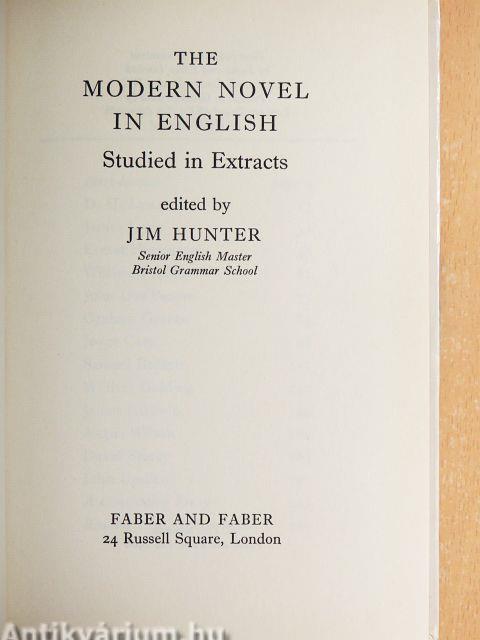 THE
MODERN NOVEL
IN ENGLISH
Studied in Extracts
edited by
JIM HUNTER
Senior English Master
Bristol Grammar School
FABER AND FABER
24 Russell Square, London
Antikvárium.hu